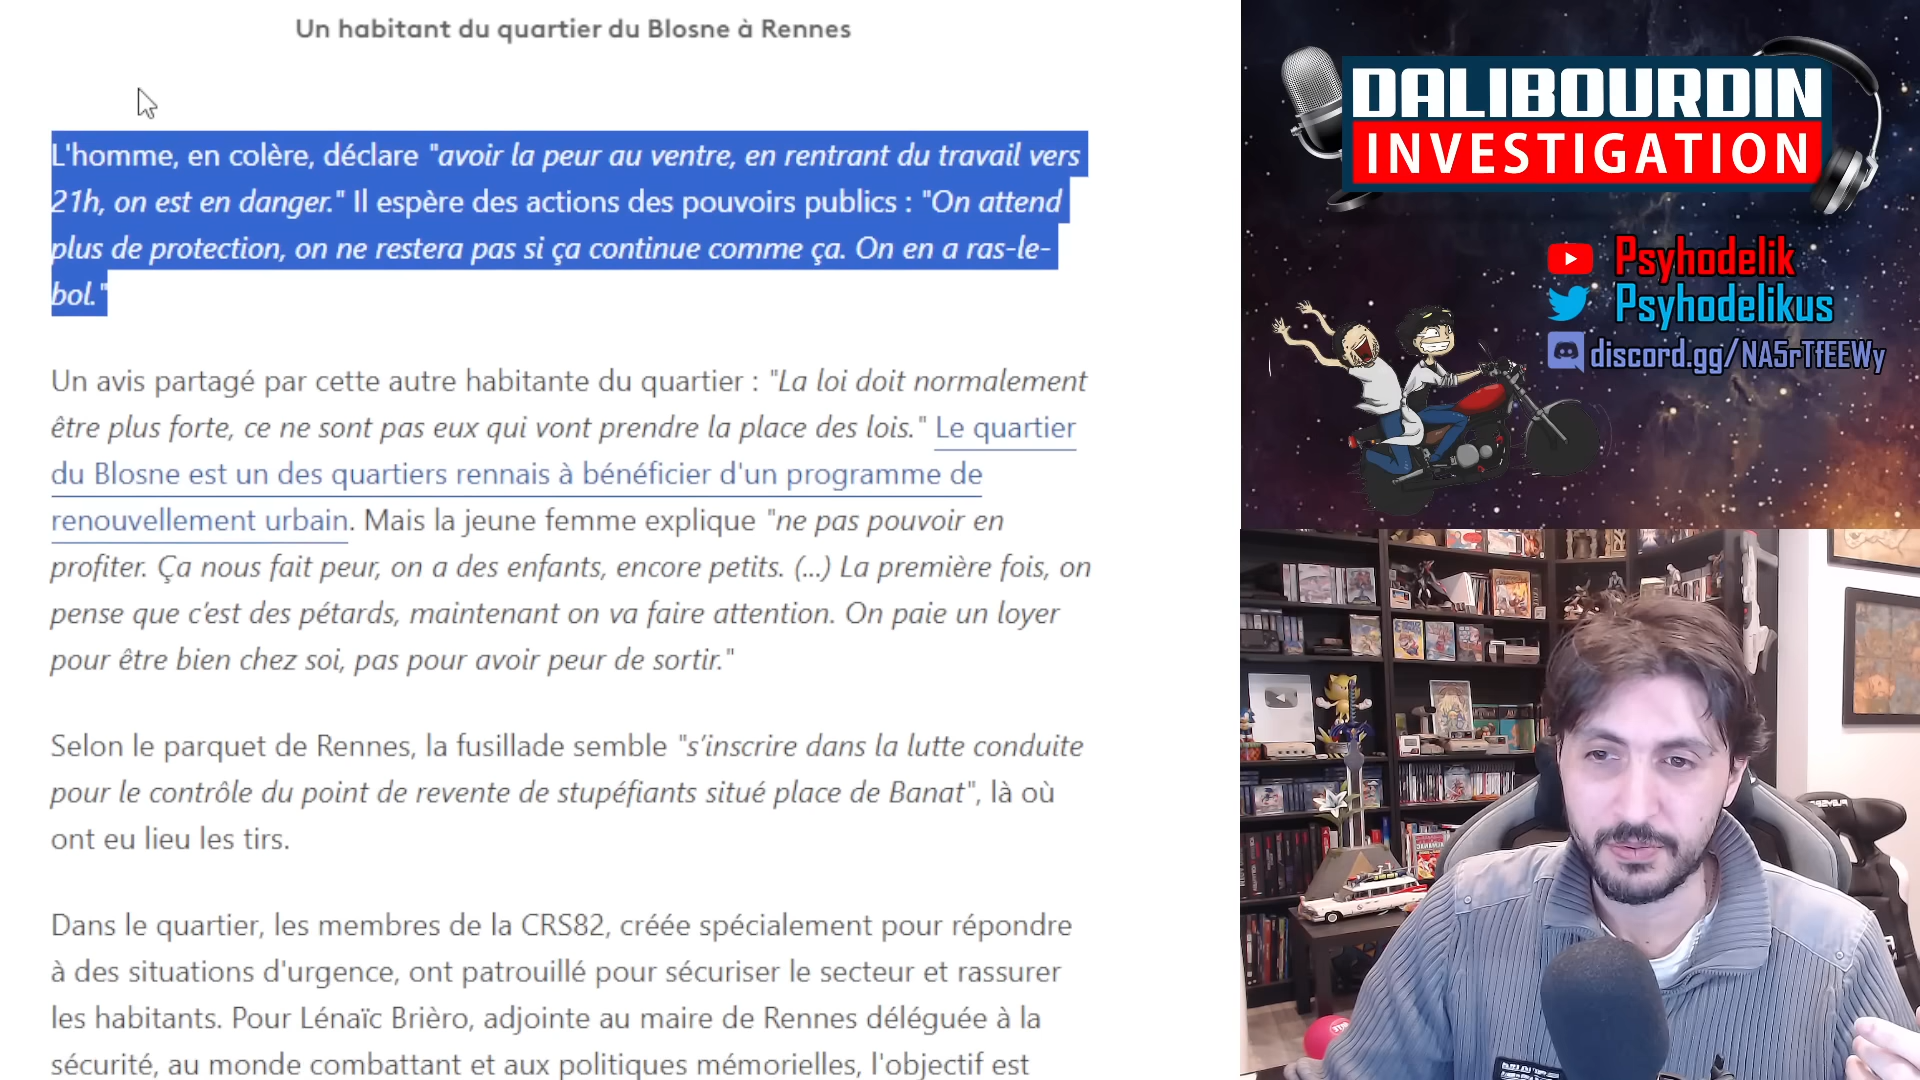 Un habitant du quartier du Blosne à Rennes
L'homme, en colère, déclare "avoir la peur au ventre, en rentrant du travail vers
21h, on est en danger." Il espère des actions des pouvoirs publics : "On attend
plus de protection, on ne restera pas si ça continue comme ça. On en a ras-le-
bol."
Un avis partagé par cette autre habitante du quartier : "La loi doit normalement
être plus forte, ce ne sont pas eux qui vont prendre la place des lois." Le quartier
du Blosne est un des quartiers rennais à bénéficier d'un programme de
renouvellement urbain. Mais la jeune femme explique "ne pas pouvoir en
profiter. Ça nous fait peur, on a des enfants, encore petits. (...) La première fois, on
pense que c'est des pétards, maintenant on va faire attention. On paie un loyer
pour être bien chez soi, pas pour avoir peur de sortir."
Selon le parquet de Rennes, la fusillade semble "s'inscrire dans la lutte conduite
pour le contrôle du point de revente de stupéfiants situé place de Banat", là où
ont eu lieu les tirs.
Dans le quartier, les membres de la CRS82, créée spécialement pour répondre
à des situations d'urgence, ont patrouillé pour sécuriser le secteur et rassurer
les habitants. Pour Lénaïc Brièro, adjointe au maire de Rennes déléguée à la
sécurité, au monde combattant et aux politiques mémorielles, l'objectif est
DALIBOURDIN
INVESTIGATION
Psyhodelik
Psyhodelikus
discord.gg/NA5rTfEEWy